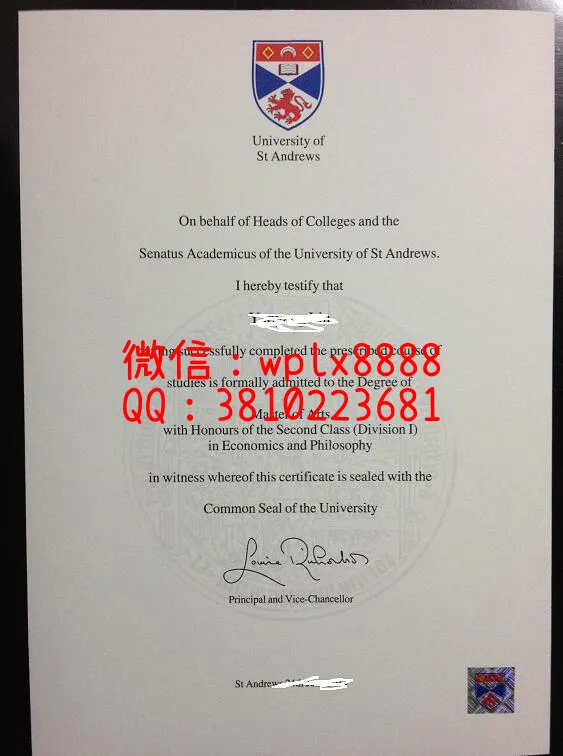 University of
St Andrews
On behalf of Heads of Colleges and the
Senatus Academicus of the University of St Andrews.
I hereby testify that
having successfully completed the prescribed course of
微信：wptx8888
studies is formally admitted to the Degree of
QQ：3810223681
Master of Arts
with Honours of the Second Class (Division I)
in Economics and Philosophy
in witness whereof this certificate is sealed with the
Common Seal of the University
Principal and Vice-Chancellor
St Andrews